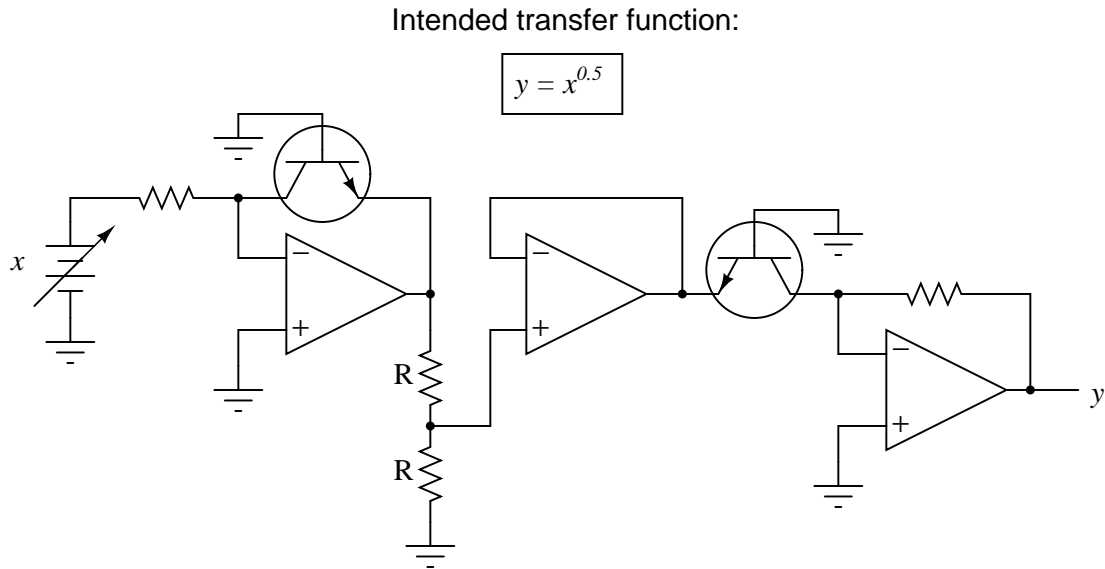 Intended transfer function:
y = x^0.5
x
−
+
R
R
−
+
−
+
y